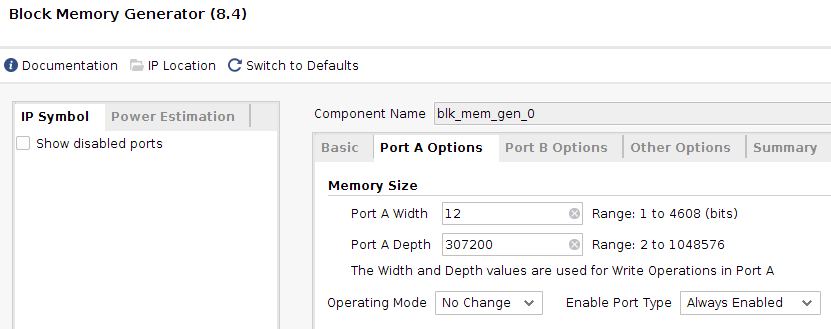 Block Memory Generator (8.4)
Documentation IP Location Switch to Defaults
IP Symbol Power Estimation
Show disabled ports
Component Name blk_mem_gen_0
Basic Port A Options Port B Options Other Options Summary
Memory Size
Port A Width 12 Range: 1 to 4608 (bits)
Port A Depth 307200 Range: 2 to 1048576
The Width and Depth values are used for Write Operations in Port A
Operating Mode No Change Enable Port Type Always Enabled